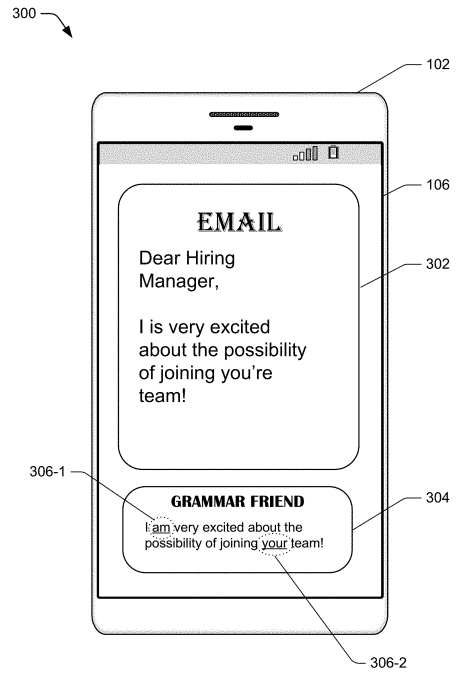 300
102
106
EMAIL
Dear Hiring
Manager,
302
I is very excited
about the possibility
of joining you're
team!
306-1
GRAMMAR FRIEND
304
I am very excited about the
possibility of joining your team!
306-2